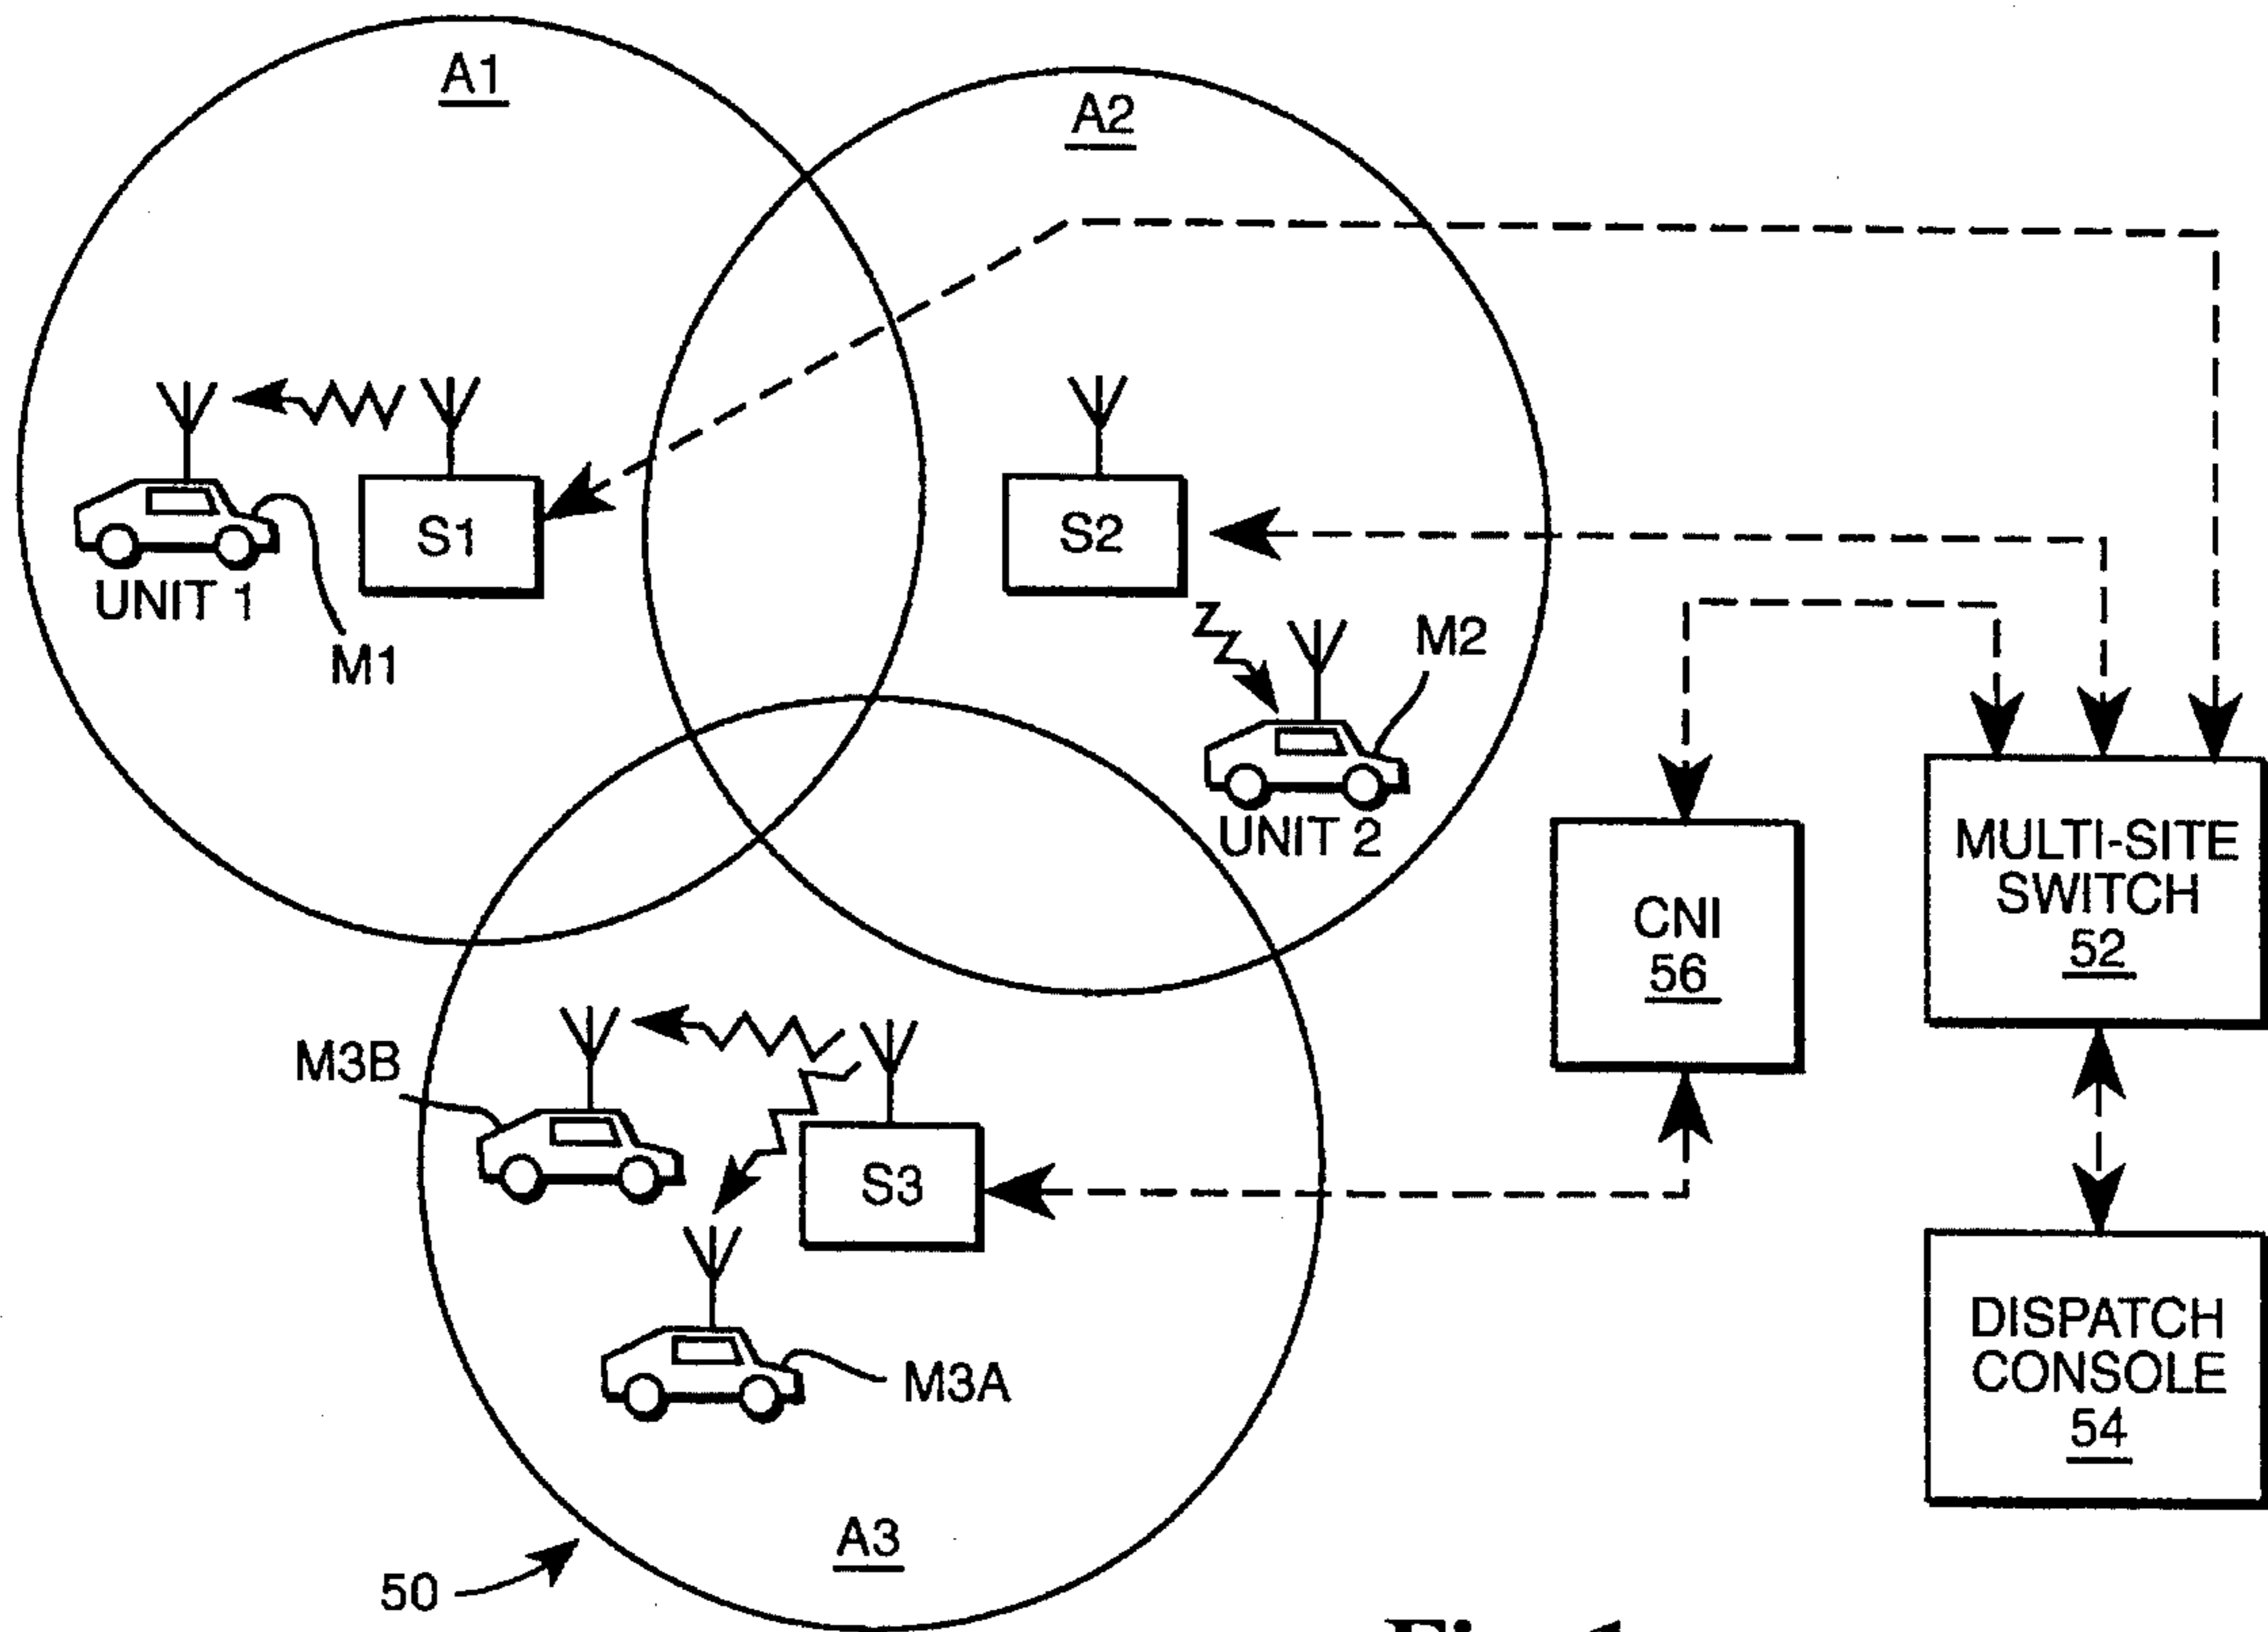 A1
A2
S1
S2
UNIT 1
M1
M2
UNIT 2
MULTI-SITE
SWITCH
52
CNI
56
M3B
S3
M3A
DISPATCH
CONSOLE
54
A3
50